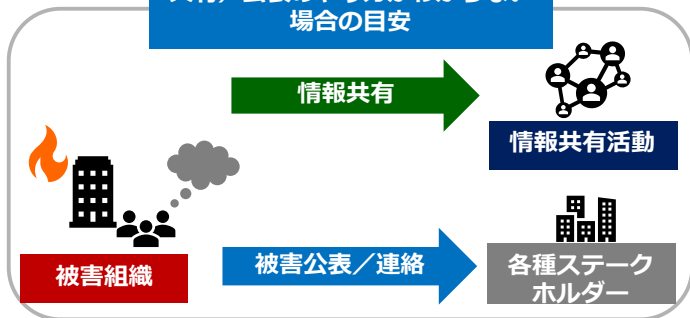 場合の目安
情報共有
情報共有活動
被害公表／連絡
被害組織
各種ステーク
ホルダー